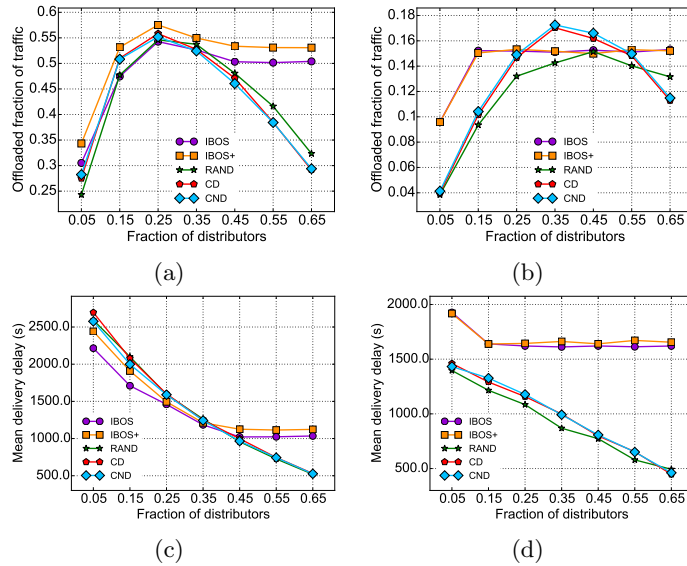 0.6
0.55
0.5
0.45
0.4
0.35
0.3
0.25
Offloaded fraction of traffic
IBOS
IBOS+
RAND
CD
CND
0.05 0.15 0.25 0.35 0.45 0.55 0.65
Fraction of distributors
(a)
0.18
0.16
0.14
0.12
0.1
0.08
0.06
0.04
Offloaded fraction of traffic
IBOS
IBOS+
RAND
CD
CND
0.05 0.15 0.25 0.35 0.45 0.55 0.65
Fraction of distributors
(b)
2500.0
2000.0
1500.0
1000.0
500.0
Mean delivery delay (s)
IBOS
IBOS+
RAND
CD
CND
0.05 0.15 0.25 0.35 0.45 0.55 0.65
Fraction of distributors
(c)
2000.0
1500.0
1000.0
500.0
Mean delivery delay (s)
IBOS
IBOS+
RAND
CD
CND
0.05 0.15 0.25 0.35 0.45 0.55 0.65
Fraction of distributors
(d)